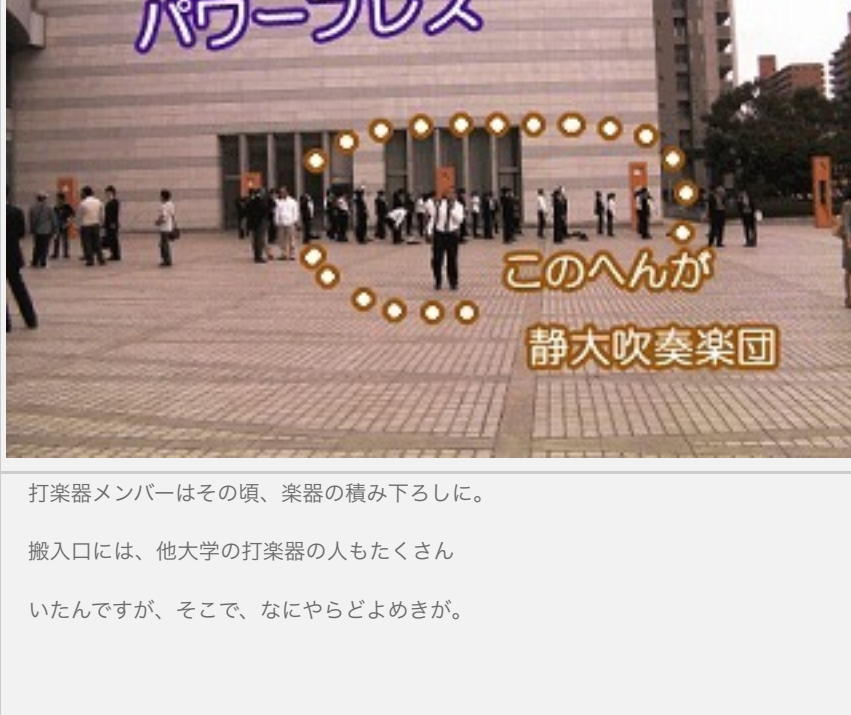 パワープレス
このへんが
静大吹奏楽団
打楽器メンバーはその頃、楽器の積み下ろしに。
搬入口には、他大学の打楽器の人もたくさん
いたんですが、そこで、なにやらどよめきが。